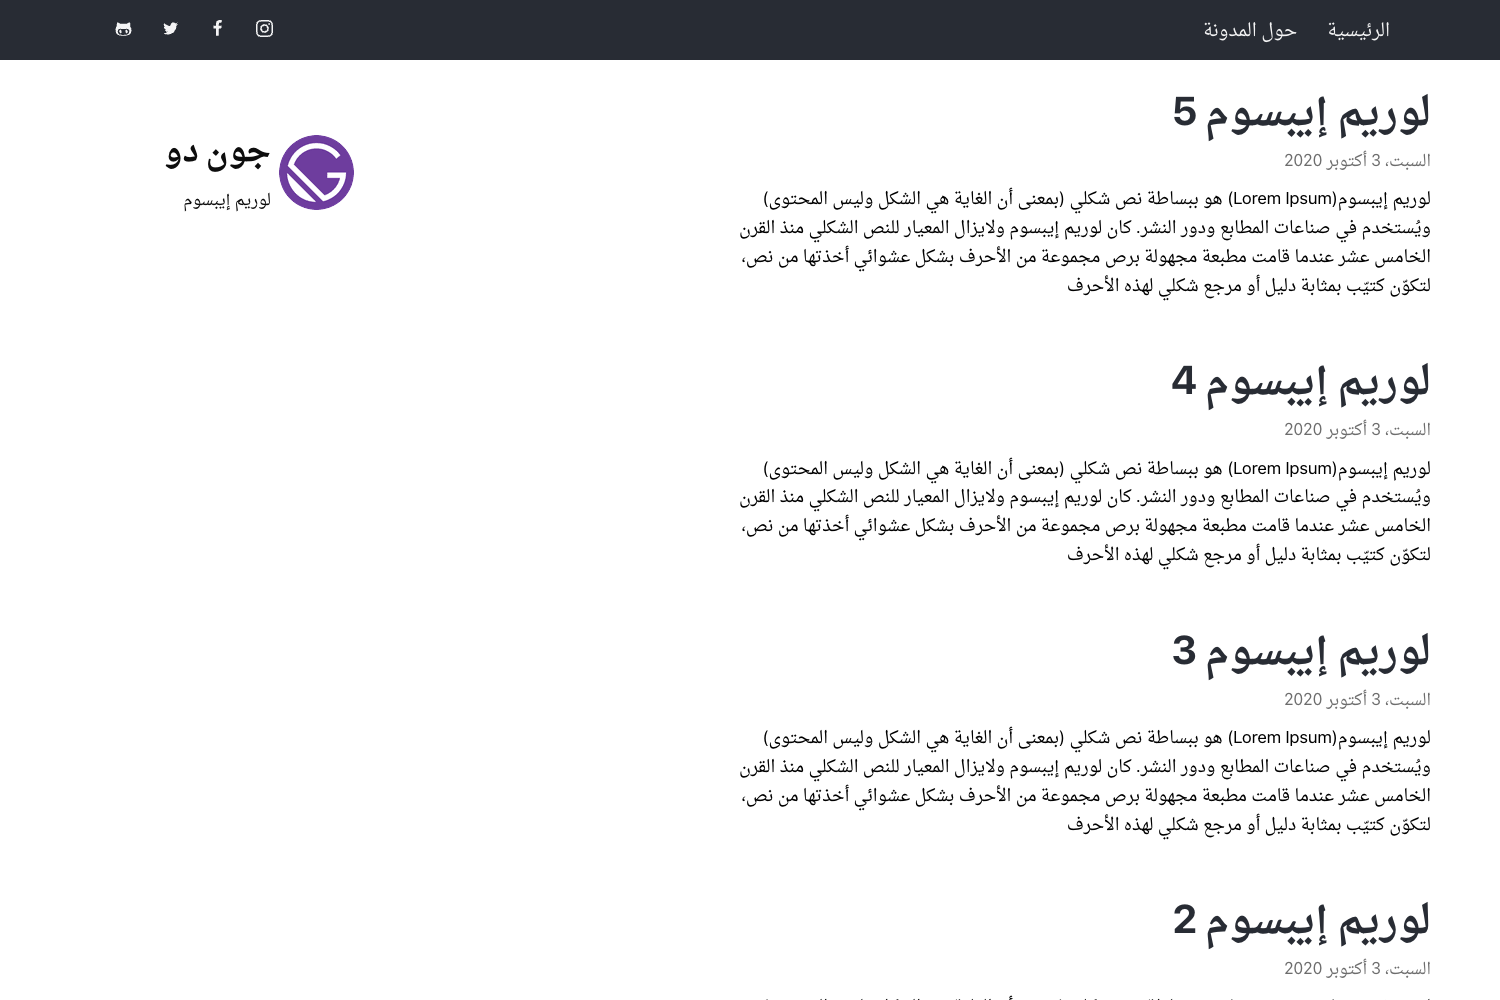 الرئيسية
حول المدونة
لوريم إيبسوم 5
السبت، 3 أكتوبر 2020
لوريم إيبسوم(Lorem Ipsum) هو ببساطة نص شكلي (بمعنى أن الغاية هي الشكل وليس المحتوى)
ويُستخدم في صناعات المطابع ودور النشر. كان لوريم إيبسوم ولايزال المعيار للنص الشكلي منذ القرن
الخامس عشر عندما قامت مطبعة مجهولة برص مجموعة من الأحرف بشكل عشوائي أخذتها من نص،
لتكوّن كتيّب بمثابة دليل أو مرجع شكلي لهذه الأحرف
لوريم إيبسوم 4
السبت، 3 أكتوبر 2020
لوريم إيبسوم(Lorem Ipsum) هو ببساطة نص شكلي (بمعنى أن الغاية هي الشكل وليس المحتوى)
ويُستخدم في صناعات المطابع ودور النشر. كان لوريم إيبسوم ولايزال المعيار للنص الشكلي منذ القرن
الخامس عشر عندما قامت مطبعة مجهولة برص مجموعة من الأحرف بشكل عشوائي أخذتها من نص،
لتكوّن كتيّب بمثابة دليل أو مرجع شكلي لهذه الأحرف
لوريم إيبسوم 3
السبت، 3 أكتوبر 2020
لوريم إيبسوم(Lorem Ipsum) هو ببساطة نص شكلي (بمعنى أن الغاية هي الشكل وليس المحتوى)
ويُستخدم في صناعات المطابع ودور النشر. كان لوريم إيبسوم ولايزال المعيار للنص الشكلي منذ القرن
الخامس عشر عندما قامت مطبعة مجهولة برص مجموعة من الأحرف بشكل عشوائي أخذتها من نص،
لتكوّن كتيّب بمثابة دليل أو مرجع شكلي لهذه الأحرف
لوريم إيبسوم 2
السبت، 3 أكتوبر 2020
جون دو
لوريم إيبسوم